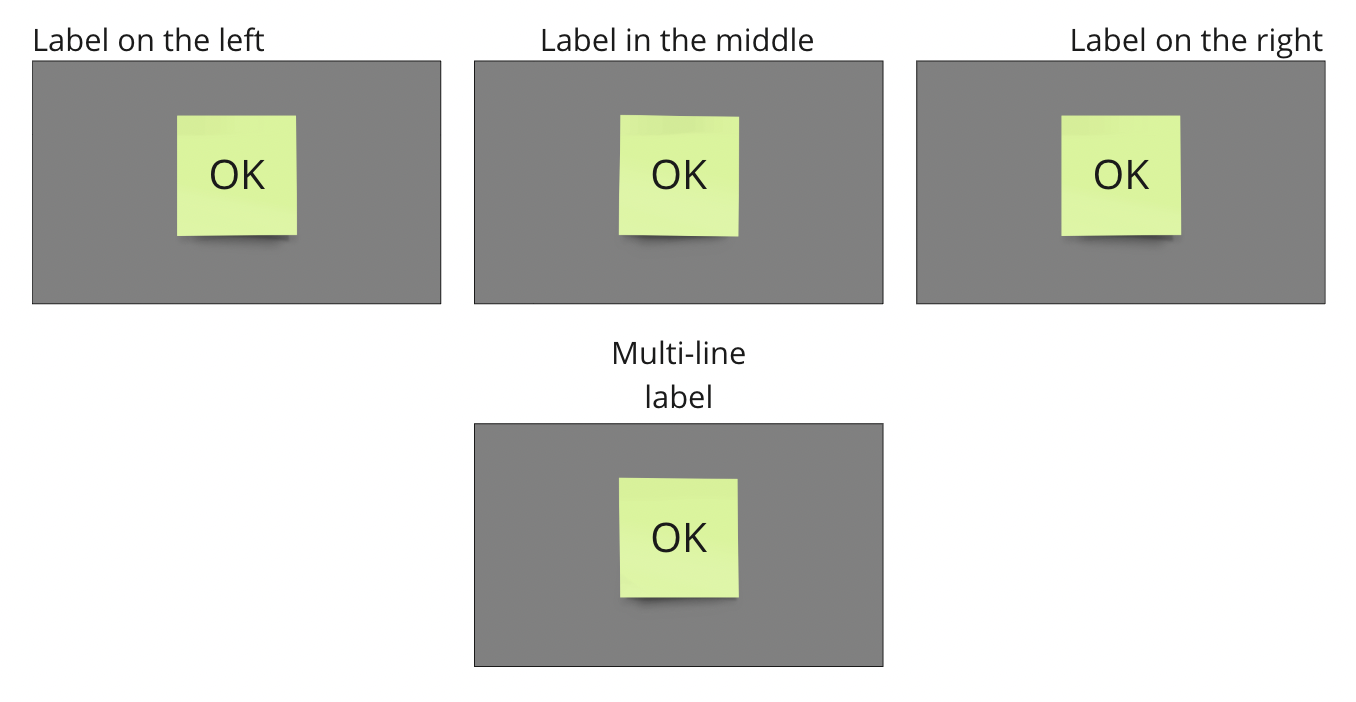 Label on the left
Label in the middle
Label on the right
OK
OK
OK
Multi-line
label
OK